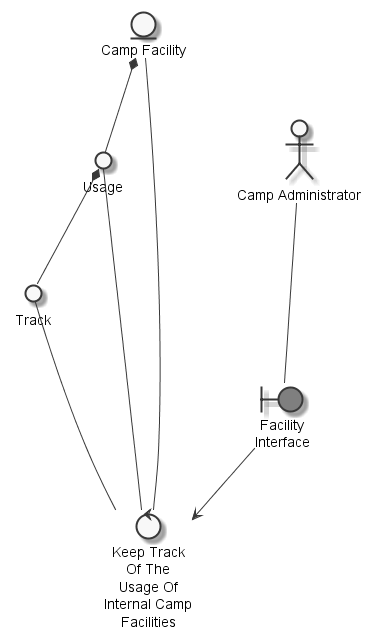 Camp Facility
Usage
Camp Administrator
Track
Facility
Interface
Keep Track
Of The
Usage Of
Internal Camp
Facilities